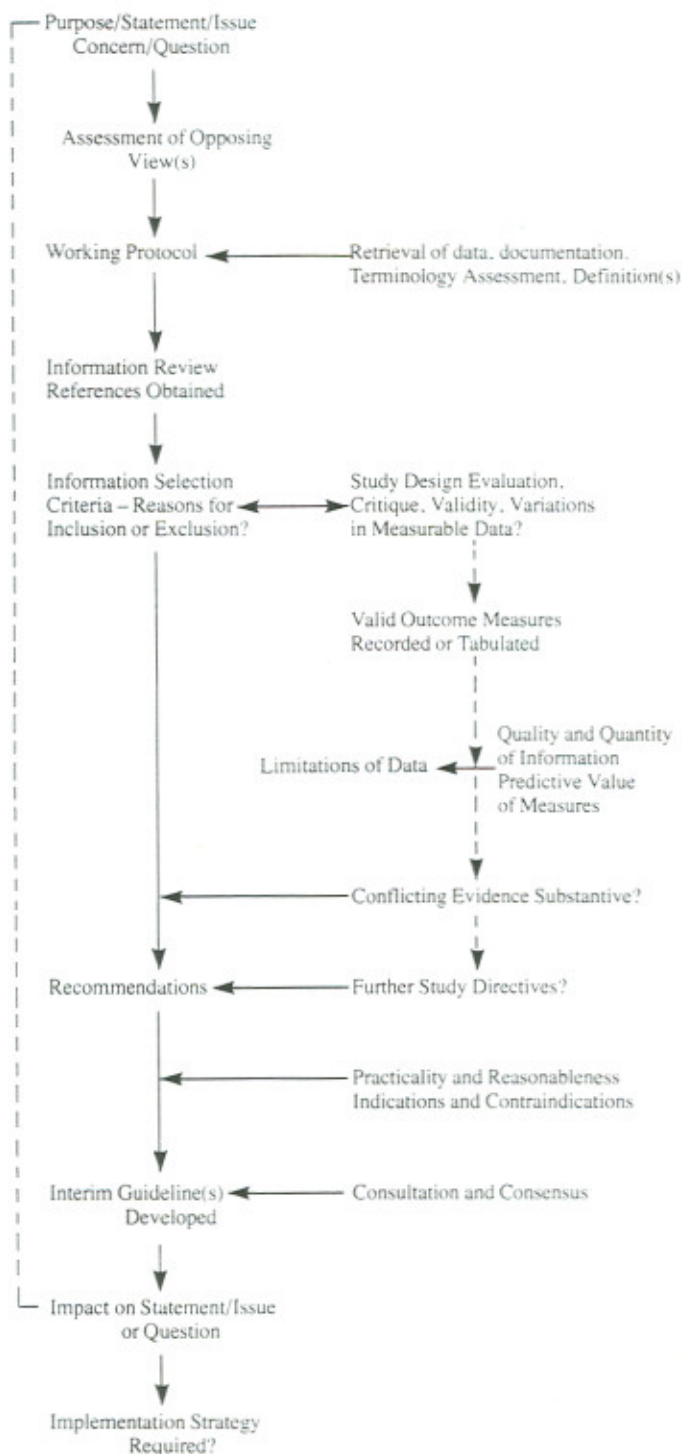 Purpose/Statement/Issue
Concern/Question
Assessment of Opposing
View(s)
Working Protocol
Retrieval of data, documentation.
Terminology Assessment, Definition(s)
Information Review
References Obtained
Information Selection
Criteria – Reasons for
Inclusion or Exclusion?
Study Design Evaluation,
Critique, Validity, Variations
in Measurable Data?
Valid Outcome Measures
Recorded or Tabulated
Quality and Quantity
of Information
Predictive Value
of Measures
Limitations of Data
Conflicting Evidence Substantive?
Recommendations
Further Study Directives?
Practicality and Reasonableness
Indications and Contraindications
Interim Guideline(s)
Developed
Consultation and Consensus
Impact on Statement/Issue
or Question
Implementation Strategy
Required?